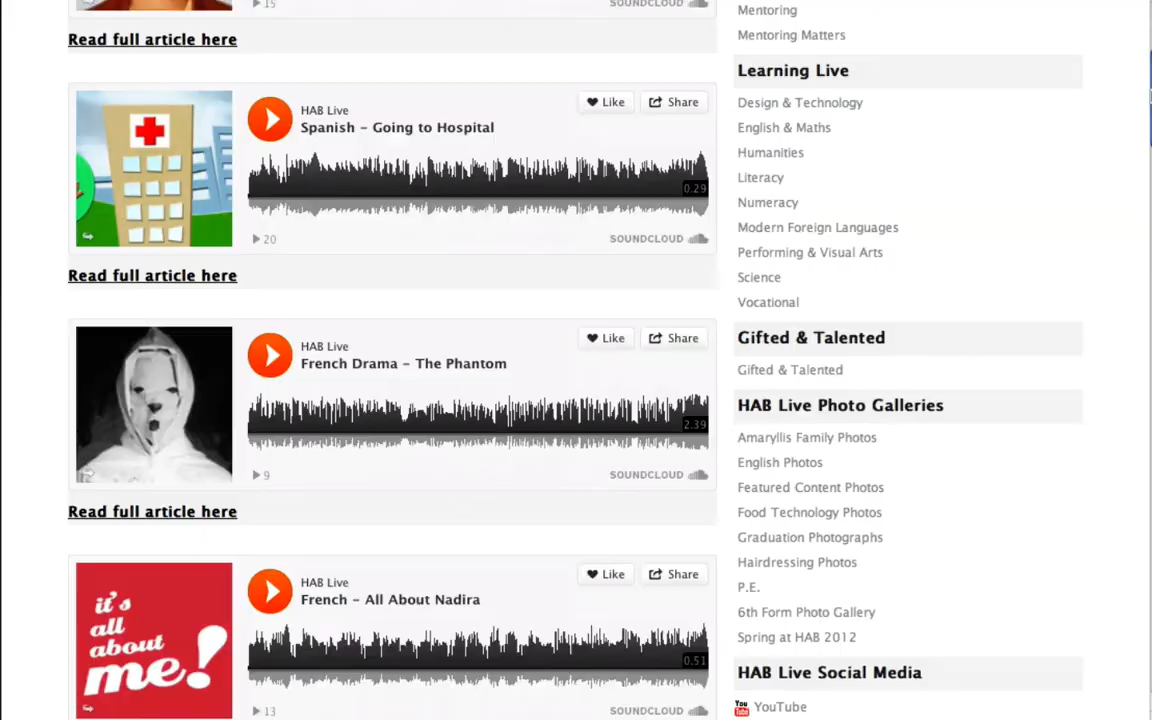 15
SOUNDCLOUD
Read full article here
HAB Live
Spanish – Going to Hospital
Like
Share
0.29
20
SOUNDCLOUD
Read full article here
HAB Live
French Drama – The Phantom
Like
Share
2.39
9
SOUNDCLOUD
Read full article here
it's
all
about
me!
HAB Live
French – All About Nadira
Like
Share
0.51
13
SOUNDCLOUD
Mentoring
Mentoring Matters
Learning Live
Design & Technology
English & Maths
Humanities
Literacy
Numeracy
Modern Foreign Languages
Performing & Visual Arts
Science
Vocational
Gifted & Talented
Gifted & Talented
HAB Live Photo Galleries
Amaryllis Family Photos
English Photos
Featured Content Photos
Food Technology Photos
Graduation Photographs
Hairdressing Photos
P.E.
6th Form Photo Gallery
Spring at HAB 2012
HAB Live Social Media
You Tube
YouTube